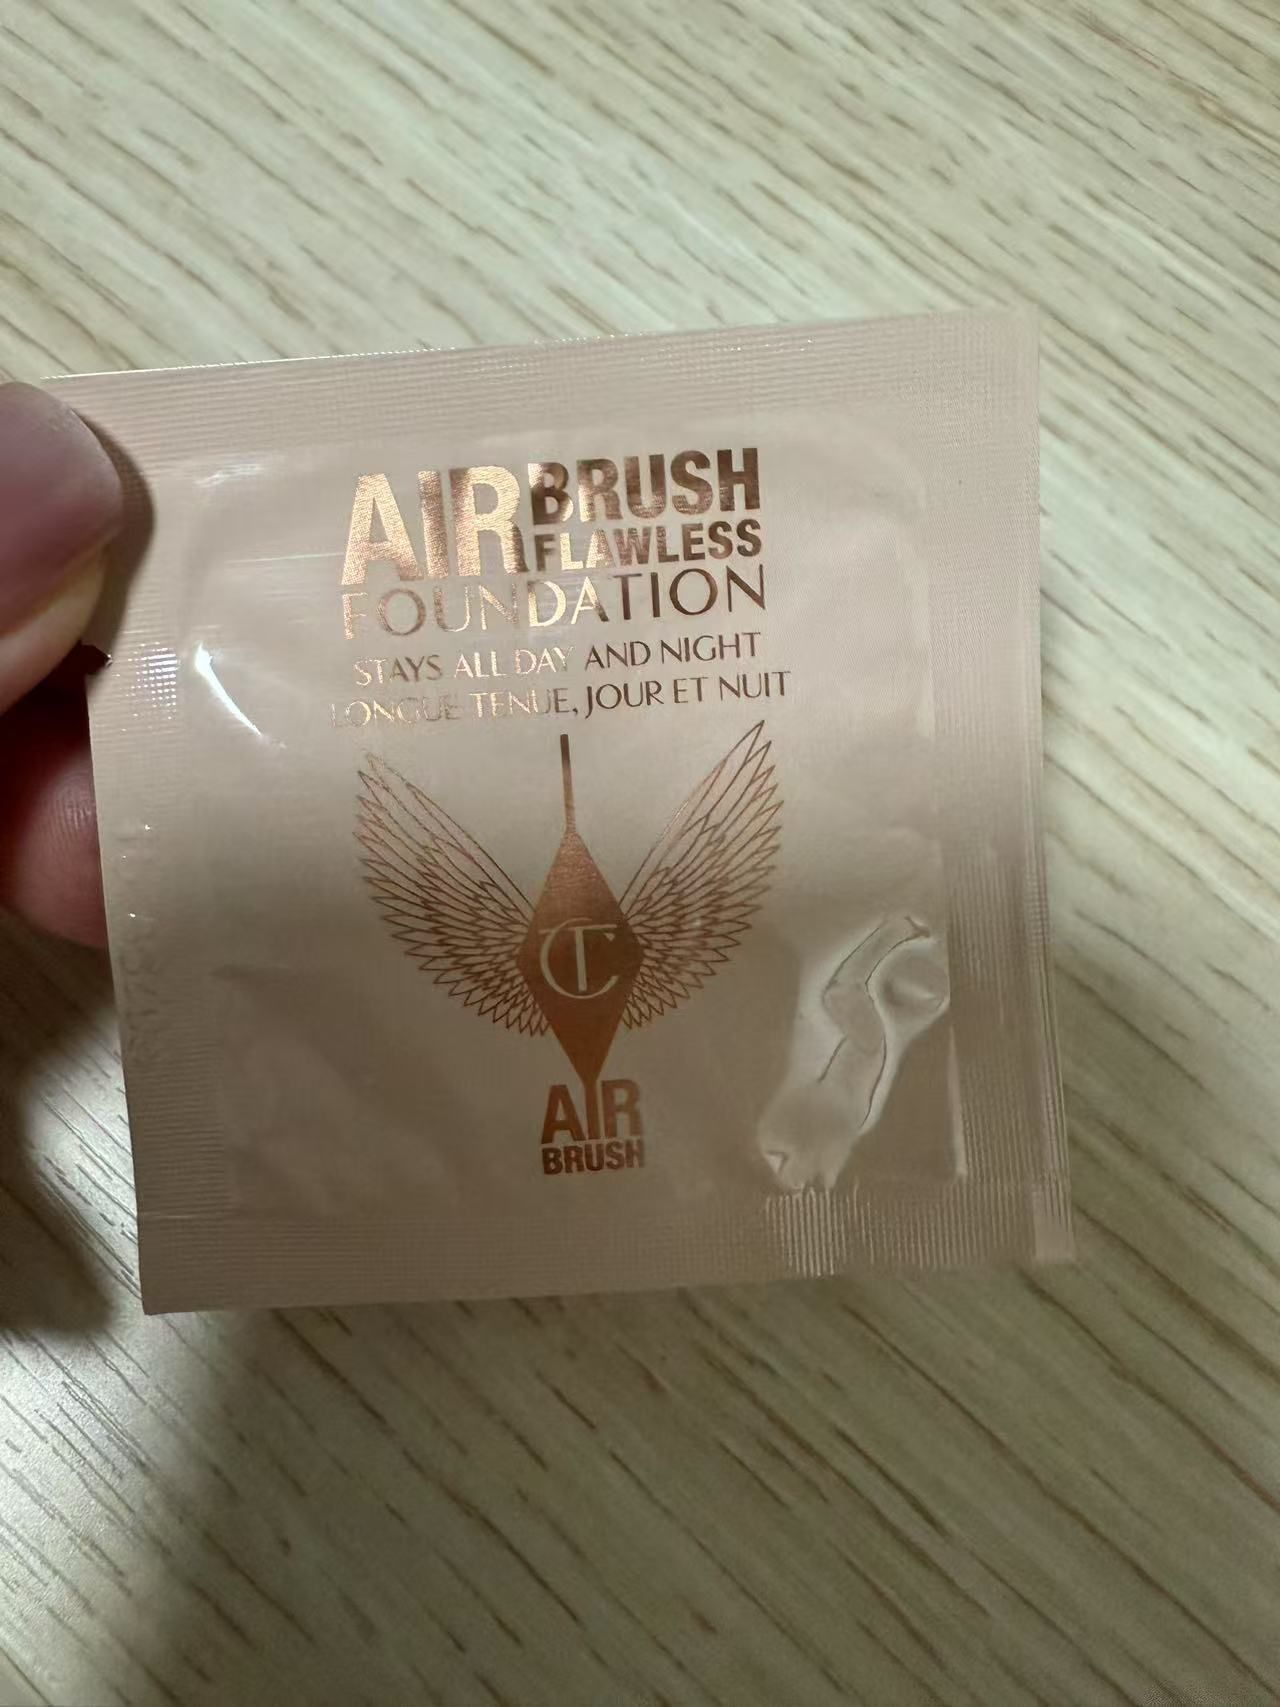 AIRBRUSH
FLAWLESS
FOUNDATION
STAYS ALL DAY AND NIGHT
LONGUE TENUE, JOUR ET NUIT
CT
AIR
BRUSH